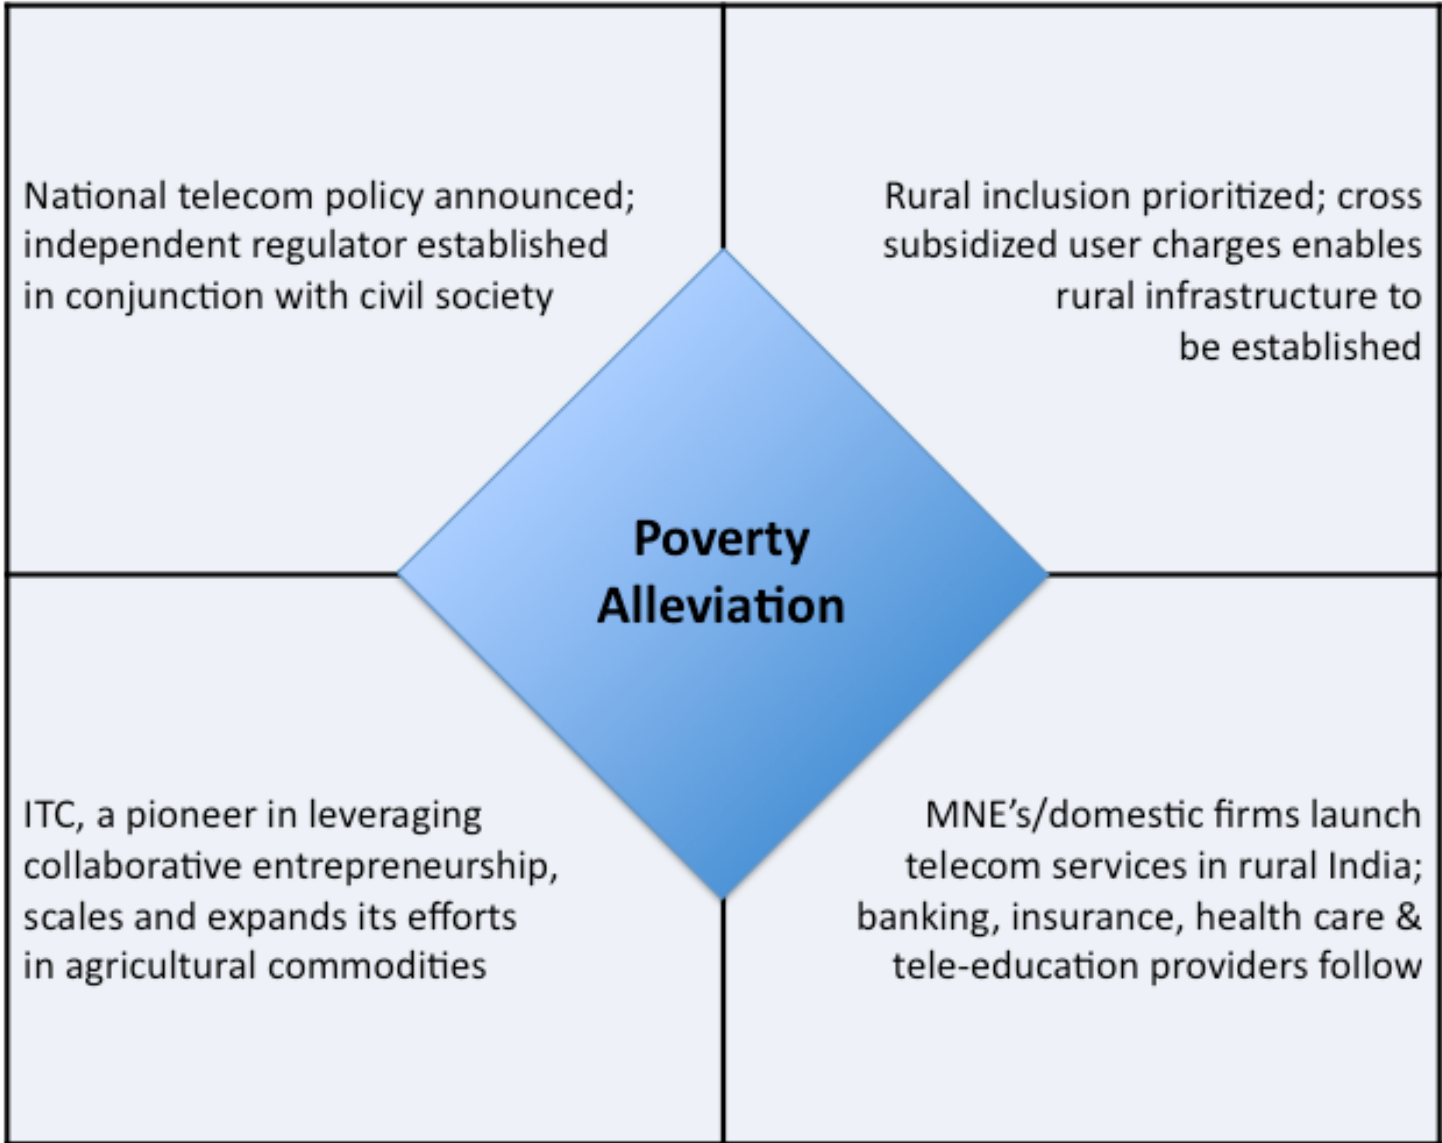 National telecom policy announced;
independent regulator established
in conjunction with civil society
Rural inclusion prioritized; cross
subsidized user charges enables
rural infrastructure to
be established
Poverty
Alleviation
ITC, a pioneer in leveraging
collaborative entrepreneurship,
scales and expands its efforts
in agricultural commodities
MNE’s/domestic firms launch
telecom services in rural India;
banking, insurance, health care &
tele-education providers follow